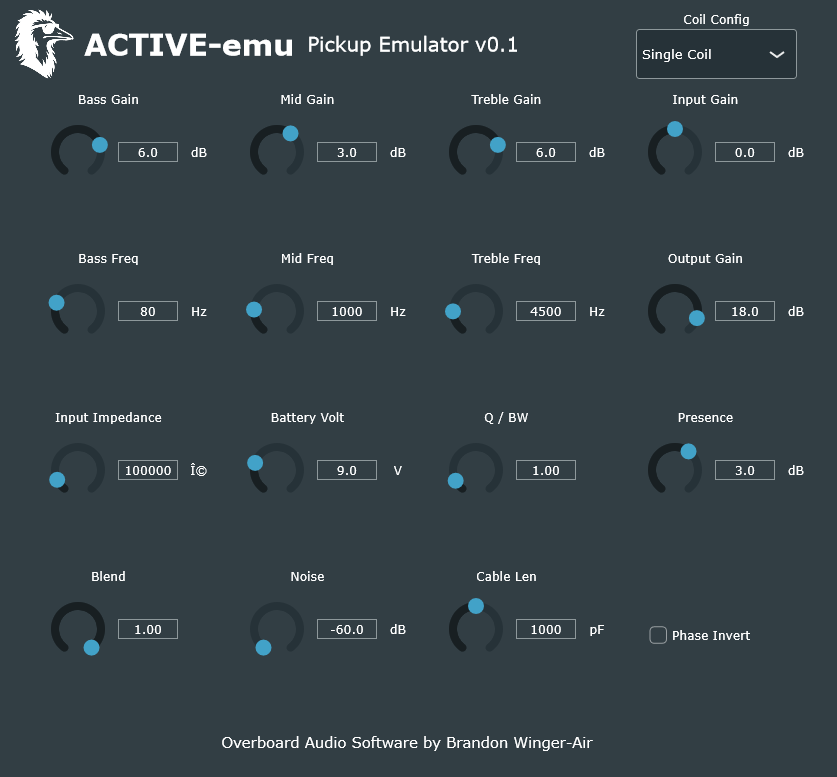 Coil Config
ACTIVE-emu Pickup Emulator v0.1
Single Coil
Bass Gain Mid Gain Treble Gain Input Gain
6.0 dB 3.0 dB 6.0 dB 0.0 dB
Bass Freq Mid Freq Treble Freq Output Gain
80 Hz 1000 Hz 4500 Hz 18.0 dB
Input Impedance Battery Volt Q / BW Presence
100000 Î© 9.0 V 1.00 3.0 dB
Blend Noise Cable Len
1.00 -60.0 dB 1000 pF Phase Invert
Overboard Audio Software by Brandon Winger-Air